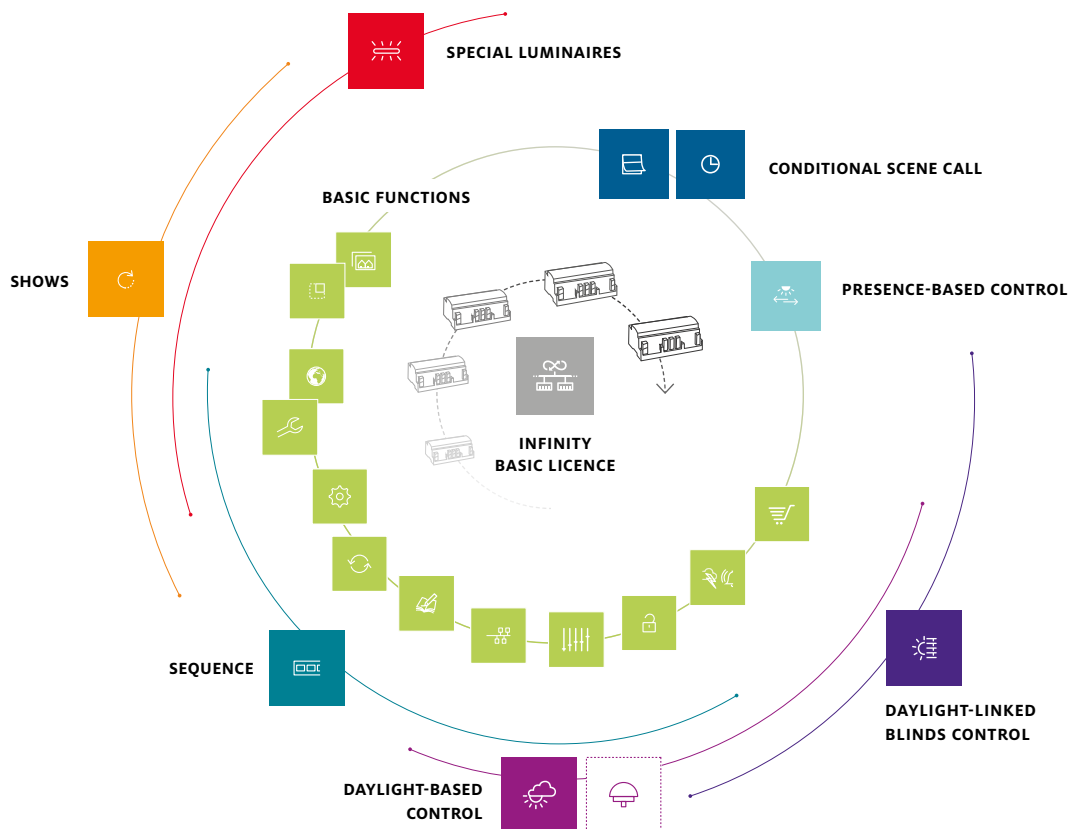 SPECIAL LUMINAIRES
CONDITIONAL SCENE CALL
BASIC FUNCTIONS
SHOWS
PRESENCE-BASED CONTROL
INFINITY
BASIC LICENCE
SEQUENCE
DAYLIGHT-LINKED
BLINDS CONTROL
DAYLIGHT-BASED
CONTROL